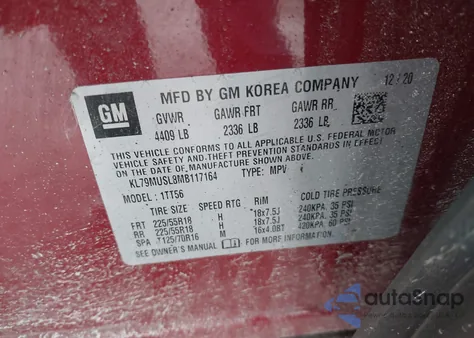 GM
MFD BY GM KOREA COMPANY 12/20
GVWR GAWR FRT GAWR RR
4409 LB 2336 LB 2336 LB
THIS VEHICLE CONFORMS TO ALL APPLICABLE U.S. FEDERAL MOTOR
VEHICLE SAFETY AND THEFT PREVENTION STANDARDS IN EFFECT ON THE DATE OF
MANUFACTURE SHOWN ABOVE.
KL79MUSL8MB117164 TYPE: MPV
MODEL: 1TT56
TIRE SIZE SPEED RTG RIM COLD TIRE PRESSURE
FRT 225/55R18 H 18x7.5J 240KPA, 35 PSI
RR 225/55R18 H 18x7.5J 240KPA, 35 PSI
SPA T125/70R16 M 16x4.0BT 420KPA, 60 PSI
SEE OWNER'S MANUAL FOR ADDITIONAL INFORMATION
autoSnap